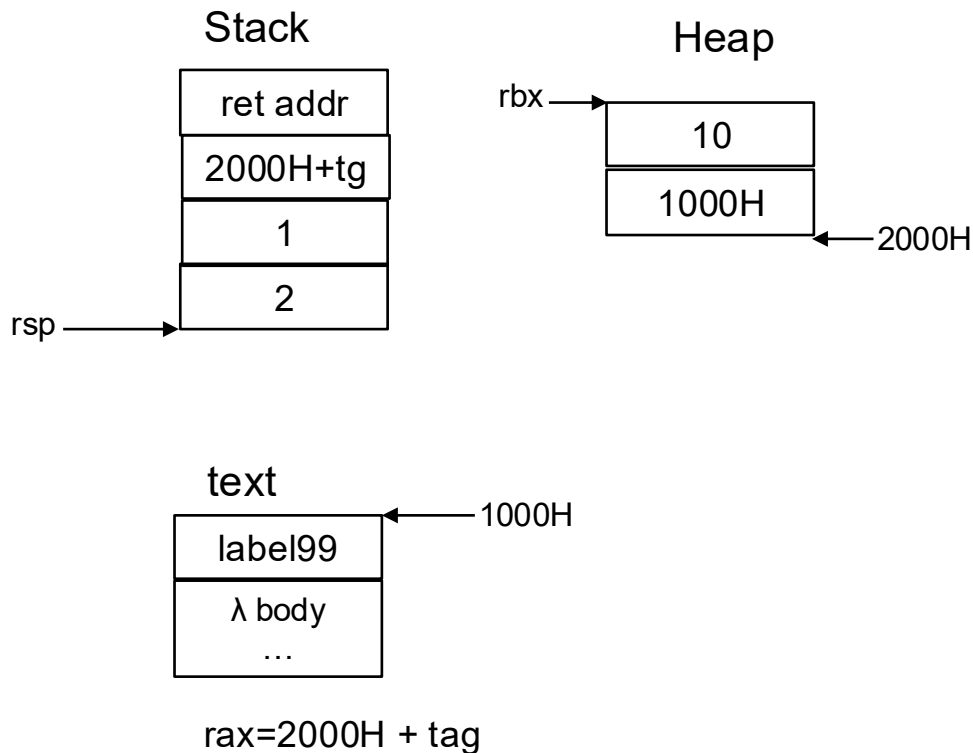 Stack
ret addr
2000H+tg
1
2
rsp
Heap
rbx
10
1000H
2000H
text
1000H
label99
λ body
...
rax=2000H + tag